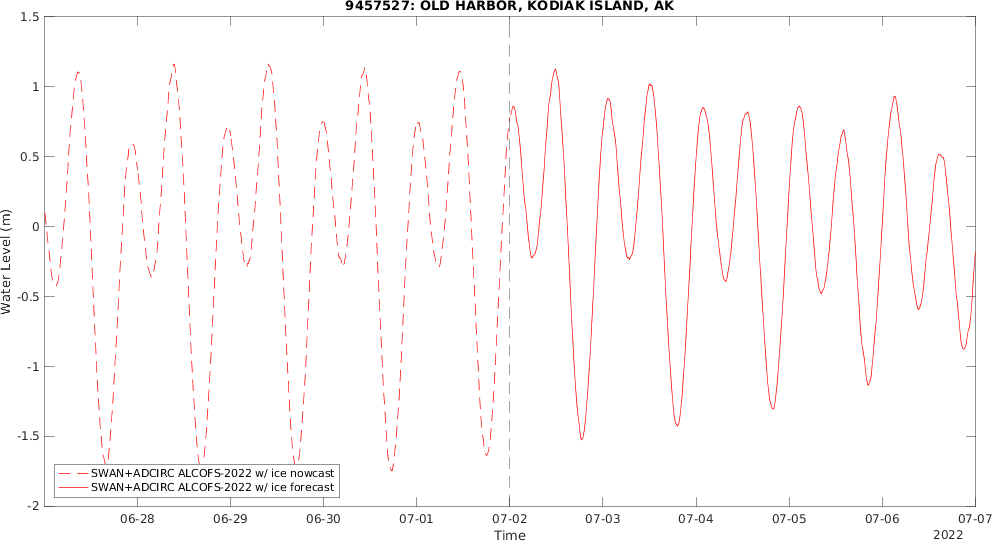 9457527: OLD HARBOR, KODIAK ISLAND, AK
1.5
1
0.5
0
-0.5
-1
-1.5
-2
Water Level (m)
SWAN+ADCIRC ALCOFS-2022 w/ ice nowcast
SWAN+ADCIRC ALCOFS-2022 w/ ice forecast
06-28 06-29 06-30 07-01 07-02 07-03 07-04 07-05 07-06 07-07
Time
2022